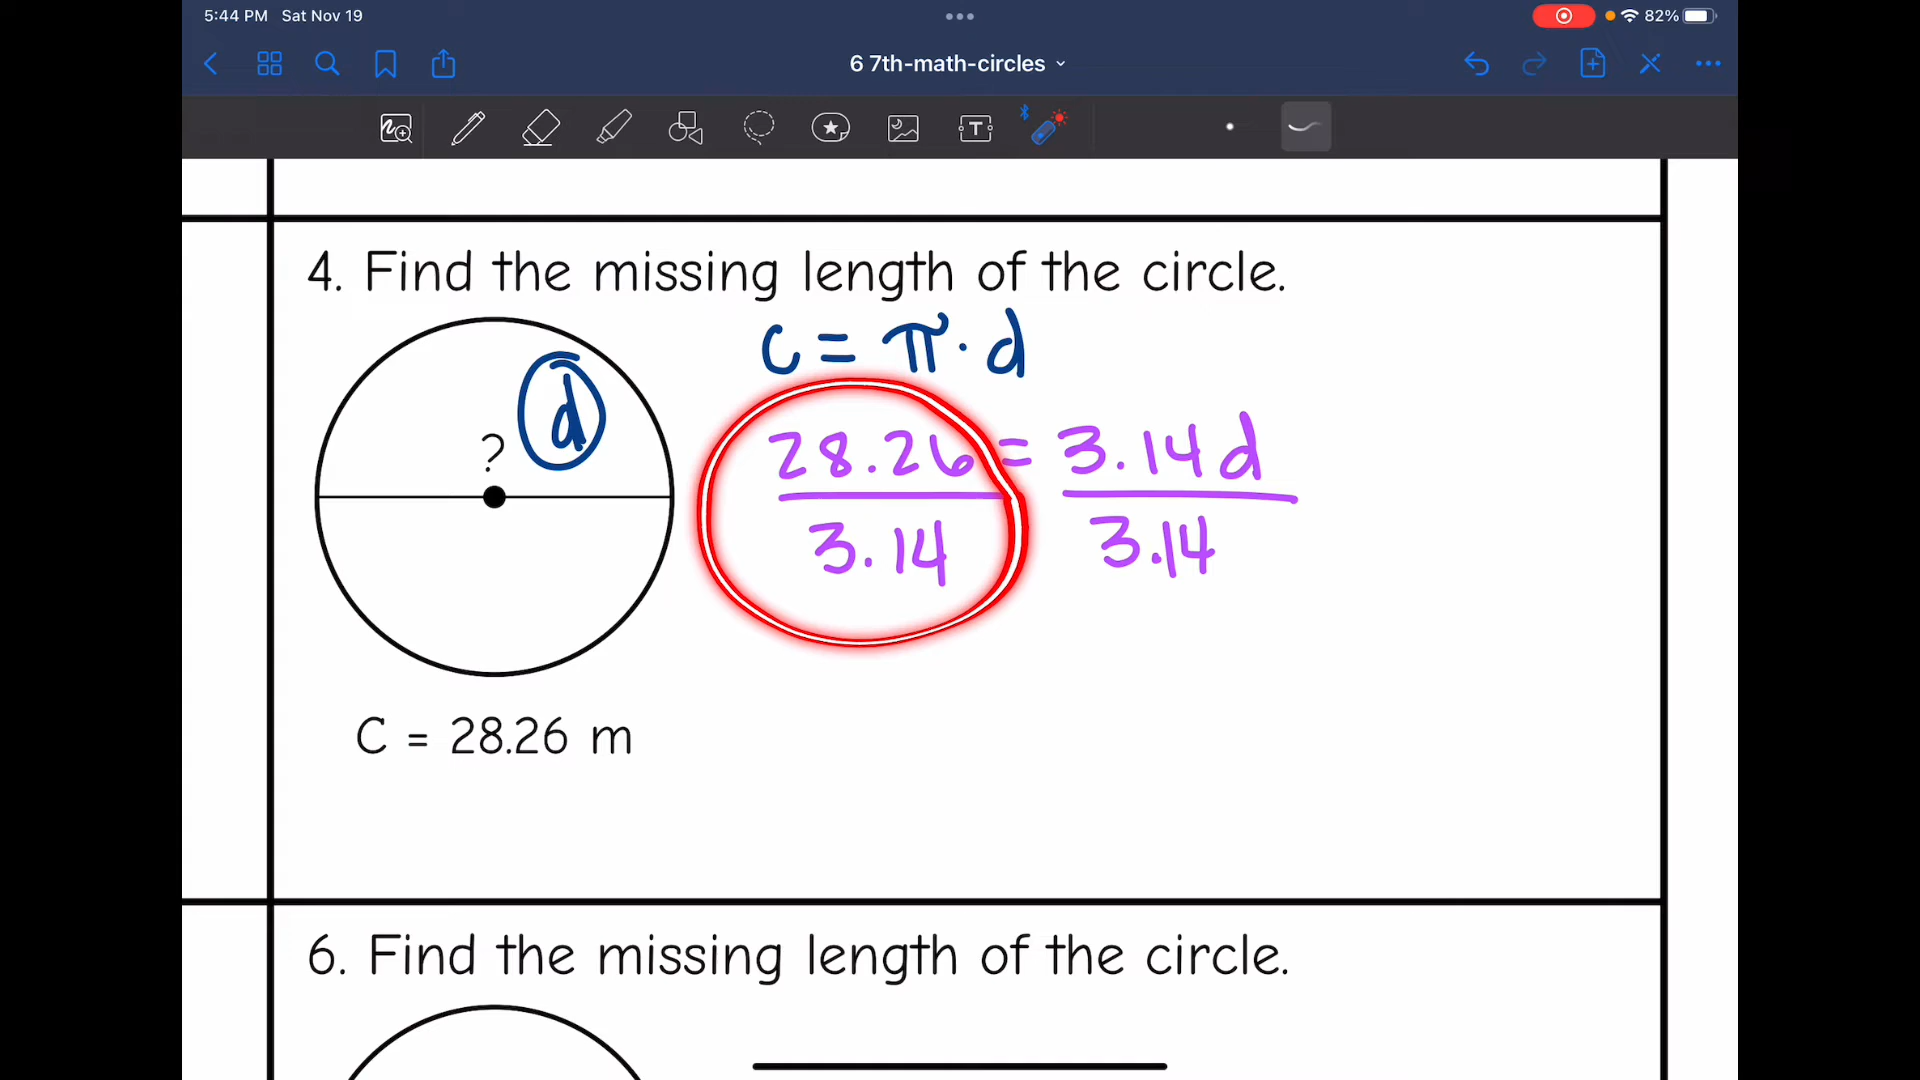 5:44 PM Sat Nov 19
82%
6 7th-math-circles
T
4. Find the missing length of the circle.
C = π · d
d
?
28.26 = 3.14 d
3.14 3.14
C = 28.26 m
6. Find the missing length of the circle.